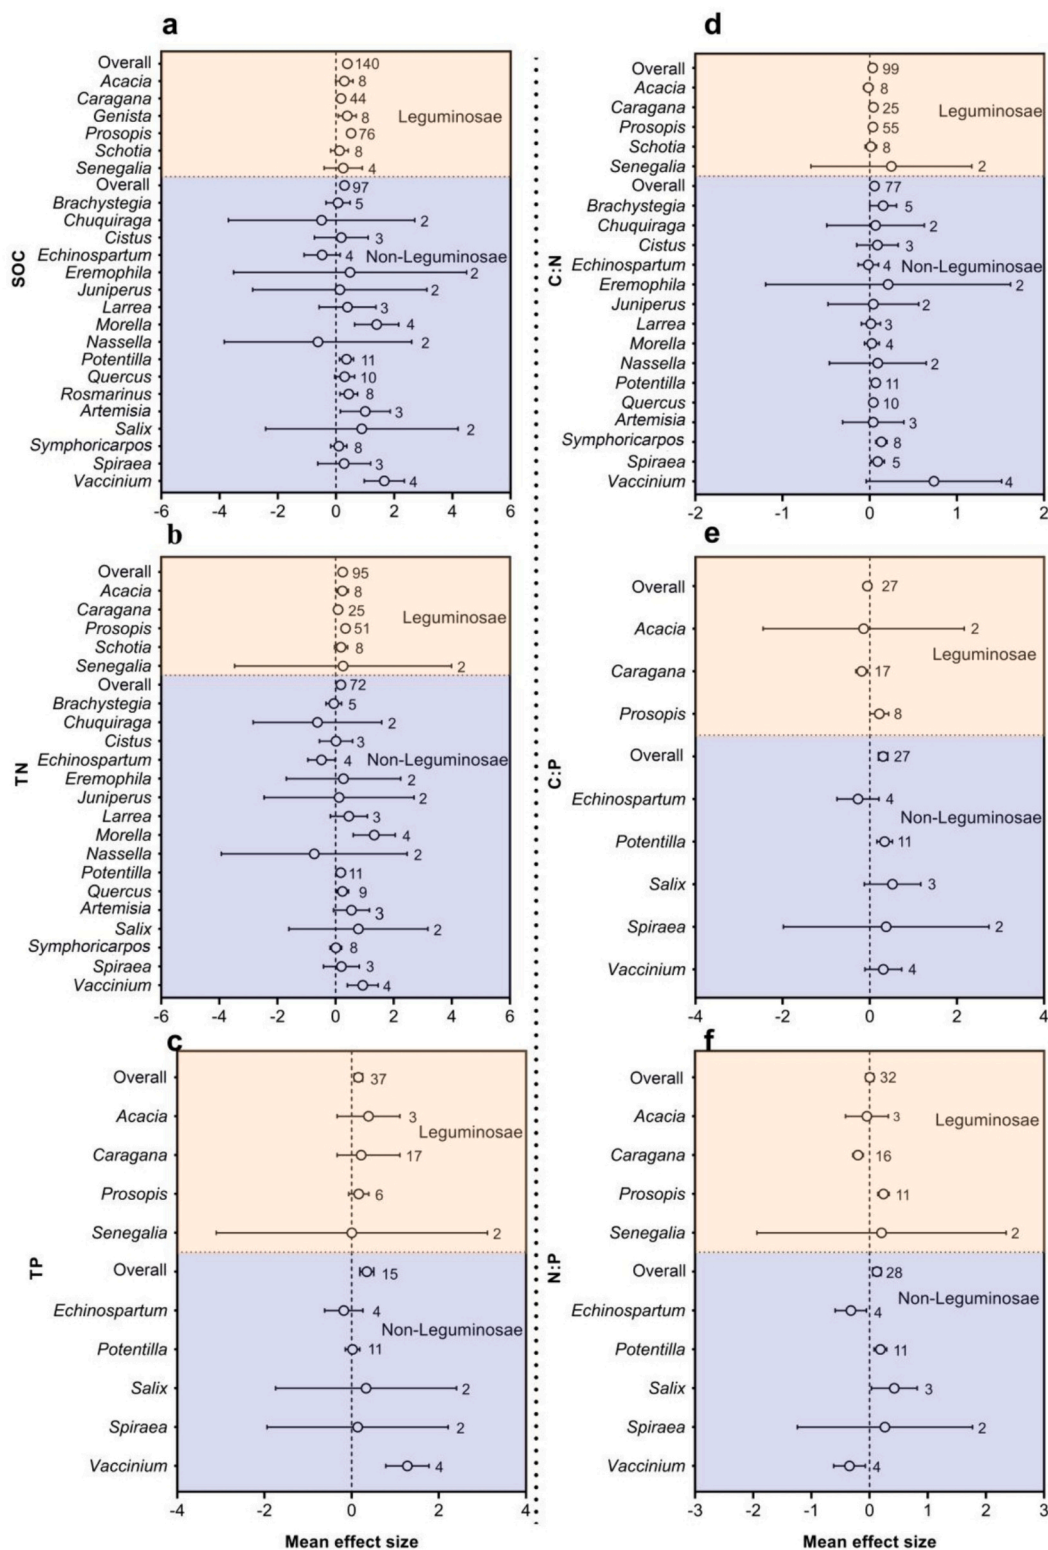 a
SOC
Overall 140
Acacia 8
Caragana 44
Genista 8 Leguminosae
Prosopis 76
Schotia 8
Senegalia 4
Overall 97
Brachystegia 5
Chuquiraga 2
Cistus 3
Echinospartum 4 Non-Leguminosae
Eremophila 2
Juniperus 2
Larrea 3
Morella 4
Nassella 2
Potentilla 11
Quercus 10
Rosmarinus 8
Artemisia 3
Salix 2
Symphoricarpos 8
Spiraea 3
Vaccinium 4
-6 -4 -2 0 2 4 6
b
TN
Overall 95
Acacia 8
Caragana 25
Leguminosae
Prosopis 51
Schotia 8
Senegalia 2
Overall 72
Brachystegia 5
Chuquiraga 2
Cistus 3
Echinospartum 4 Non-Leguminosae
Eremophila 2
Juniperus 2
Larrea 3
Morella 4
Nassella 2
Potentilla 11
Quercus 9
Artemisia 3
Salix 2
Symphoricarpos 8
Spiraea 3
Vaccinium 4
-6 -4 -2 0 2 4 6
c
TP
Overall 37
Acacia 3
Leguminosae
Caragana 17
Prosopis 6
Senegalia 2
Overall 15
Echinospartum 4
Non-Leguminosae
Potentilla 11
Salix 2
Spiraea 2
Vaccinium 4
-4 -2 0 2 4
Mean effect size
d
C:N
Overall 99
Acacia 8
Caragana 25 Leguminosae
Prosopis 55
Schotia 8
Senegalia 2
Overall 77
Brachystegia 5
Chuquiraga 2
Cistus 3
Echinospartum 4 Non-Leguminosae
Eremophila 2
Juniperus 2
Larrea 3
Morella 4
Nassella 2
Potentilla 11
Quercus 10
Artemisia 3
Symphoricarpos 8
Spiraea 5
Vaccinium 4
-2 -1 0 1 2
e
C:P
Overall 27
Acacia 2
Leguminosae
Caragana 17
Prosopis 8
Overall 27
Echinospartum 4
Non-Leguminosae
Potentilla 11
Salix 3
Spiraea 2
Vaccinium 4
-4 -2 0 2 4
f
N:P
Overall 32
Acacia 3 Leguminosae
Caragana 16
Prosopis 11
Senegalia 2
Overall 28
Non-Leguminosae
Echinospartum 4
Potentilla 11
Salix 3
Spiraea 2
Vaccinium 4
-3 -2 -1 0 1 2 3
Mean effect size